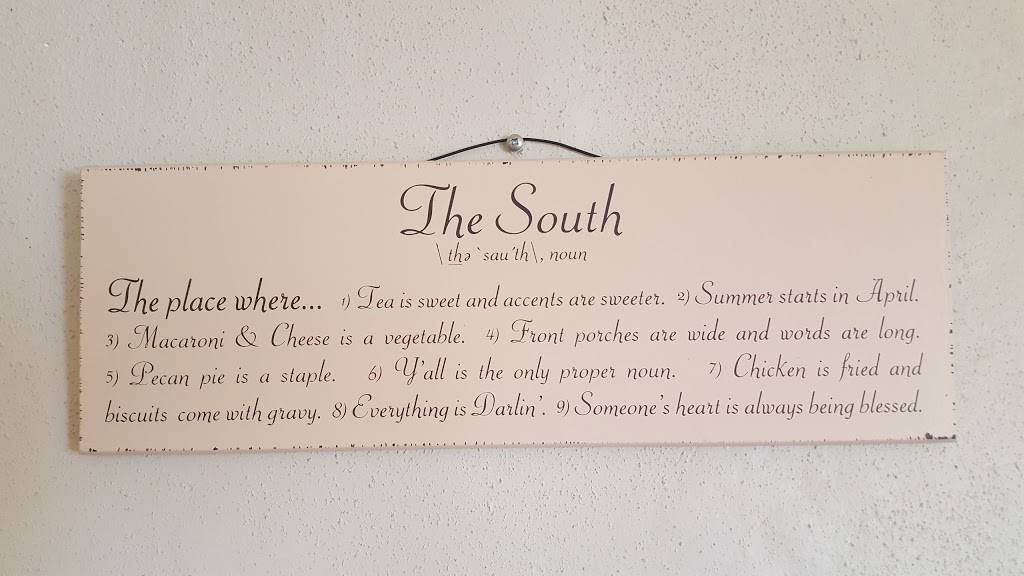 The South
\ thə `sau´th\, noun
The place where... 1) Tea is sweet and accents are sweeter. 2) Summer starts in April.
3) Macaroni & Cheese is a vegetable. 4) Front porches are wide and words are long.
5) Pecan pie is a staple. 6) Y'all is the only proper noun. 7) Chicken is fried and
biscuits come with gravy. 8) Everything is Darlin'. 9) Someone's heart is always being blessed.